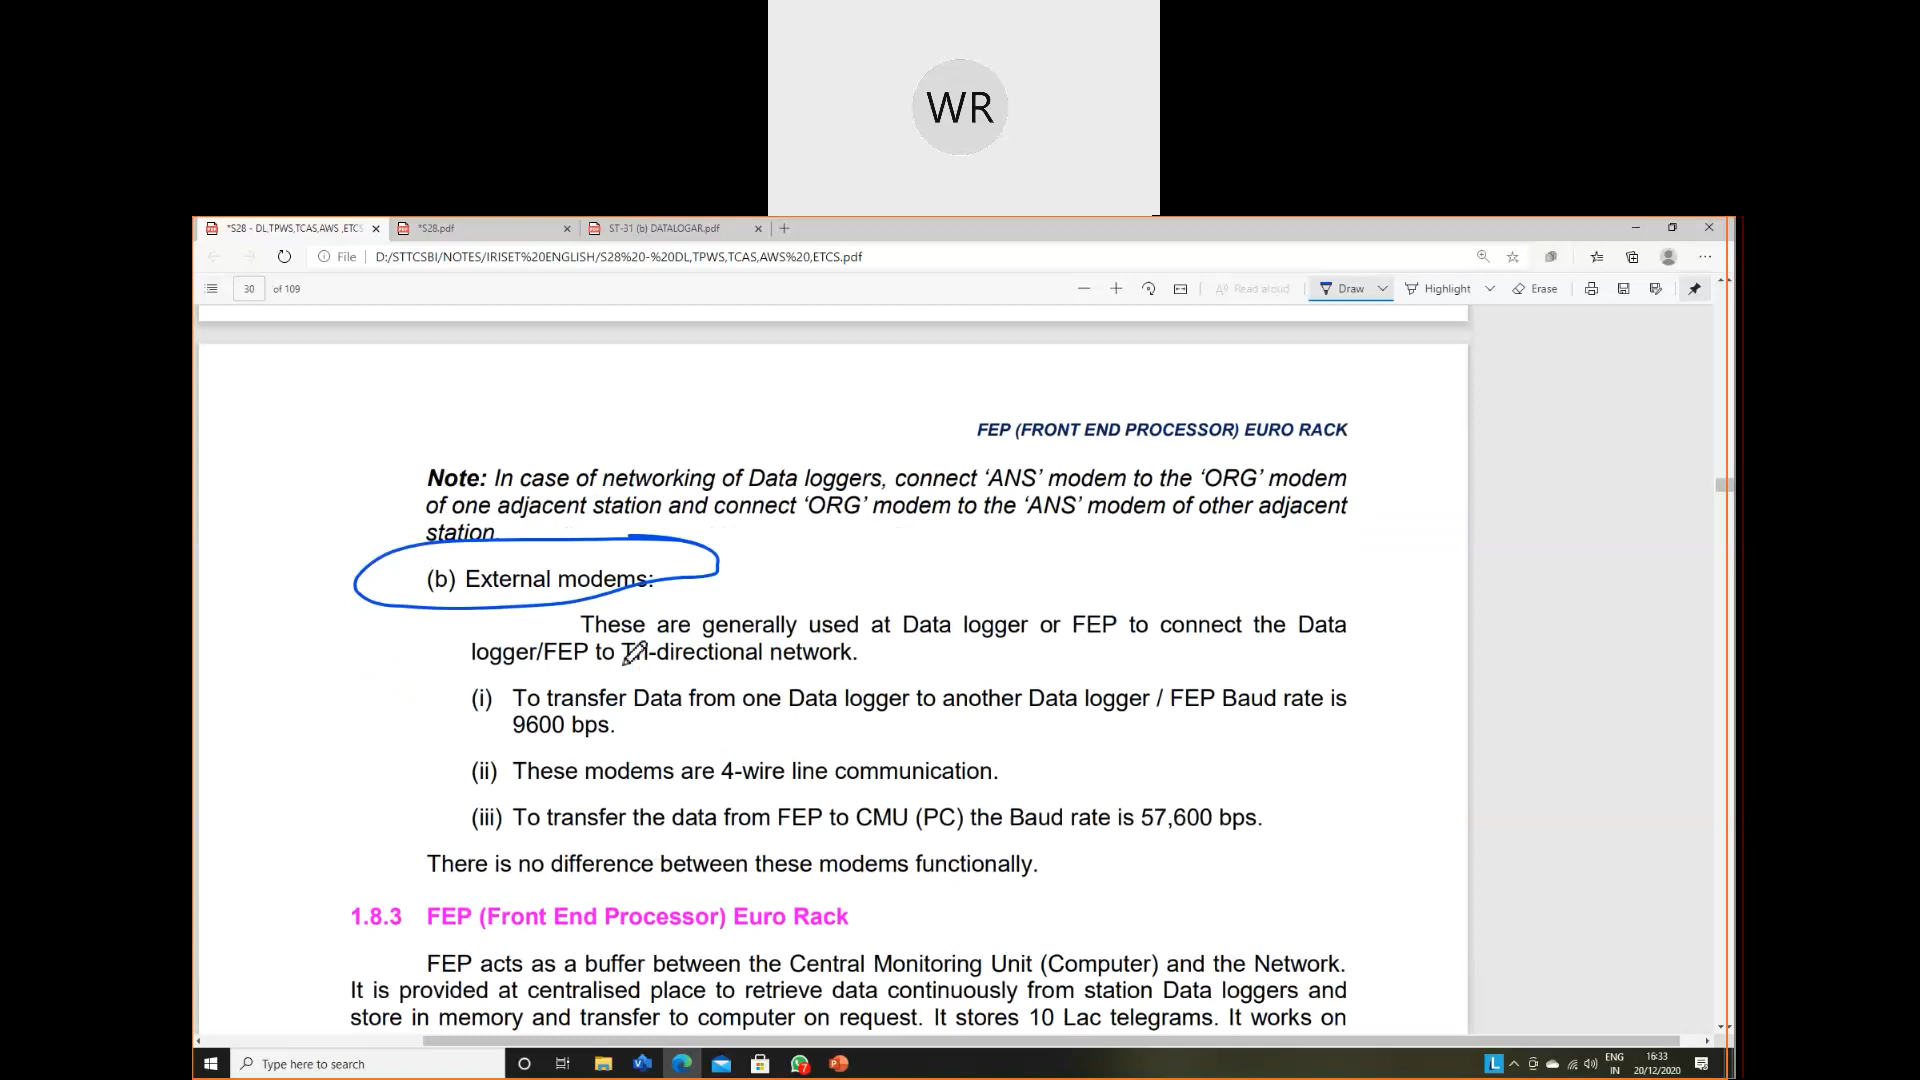 WR
*S28 - DL,TPWS,TCAS,AWS ,ETCS
*S28.pdf
ST-31 (b) DATALOGAR.pdf
File D:/STTCSBI/NOTES/IRISET%20ENGLISH/S28%20-%20DL,TPWS,TCAS,AWS%20,ETCS.pdf
30 of 109
Read aloud
Draw
Highlight
Erase
FEP (FRONT END PROCESSOR) EURO RACK
Note: In case of networking of Data loggers, connect ‘ANS’ modem to the ‘ORG’ modem
of one adjacent station and connect ‘ORG’ modem to the ‘ANS’ modem of other adjacent
station.
(b) External modems:
These are generally used at Data logger or FEP to connect the Data
logger/FEP to Tri-directional network.
(i) To transfer Data from one Data logger to another Data logger / FEP Baud rate is
9600 bps.
(ii) These modems are 4-wire line communication.
(iii) To transfer the data from FEP to CMU (PC) the Baud rate is 57,600 bps.
There is no difference between these modems functionally.
1.8.3 FEP (Front End Processor) Euro Rack
FEP acts as a buffer between the Central Monitoring Unit (Computer) and the Network.
It is provided at centralised place to retrieve data continuously from station Data loggers and
store in memory and transfer to computer on request. It stores 10 Lac telegrams. It works on
Type here to search
7
L
ENG
IN
16:33
20/12/2020